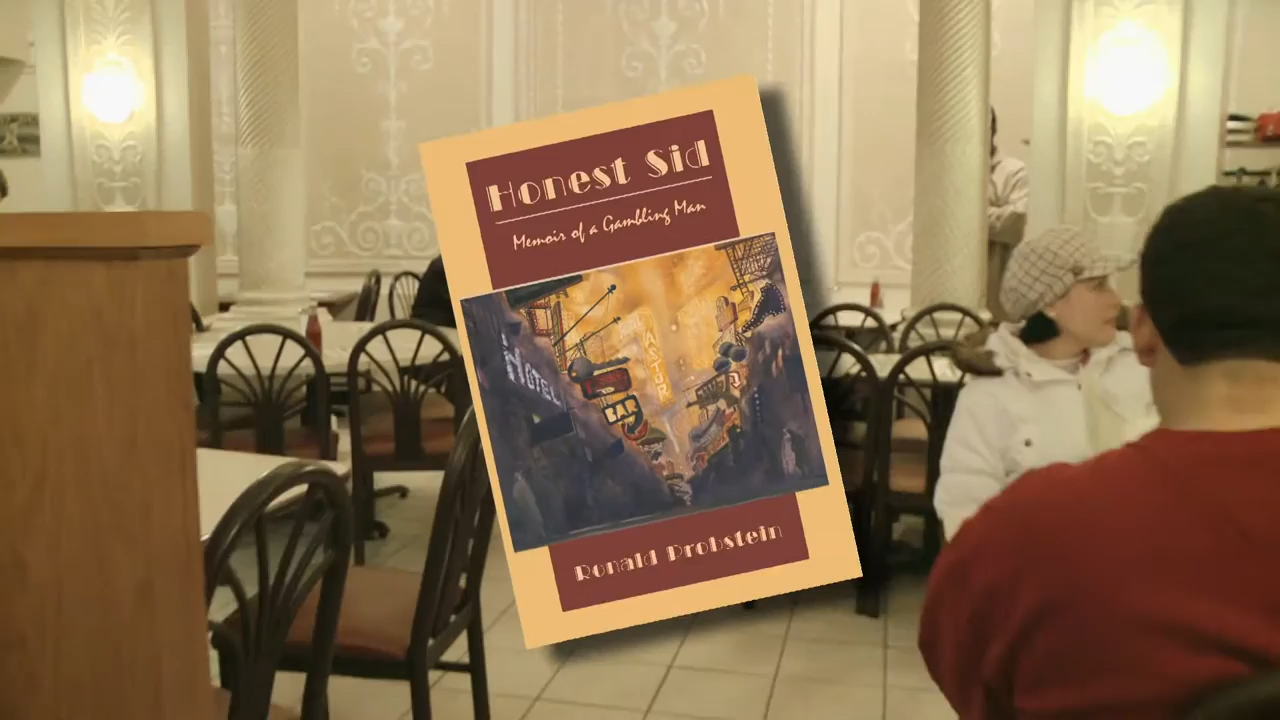 Honest Sid
Memoir of a Gambling Man
HOTEL
ASTOR
BAR
Ronald Probstein